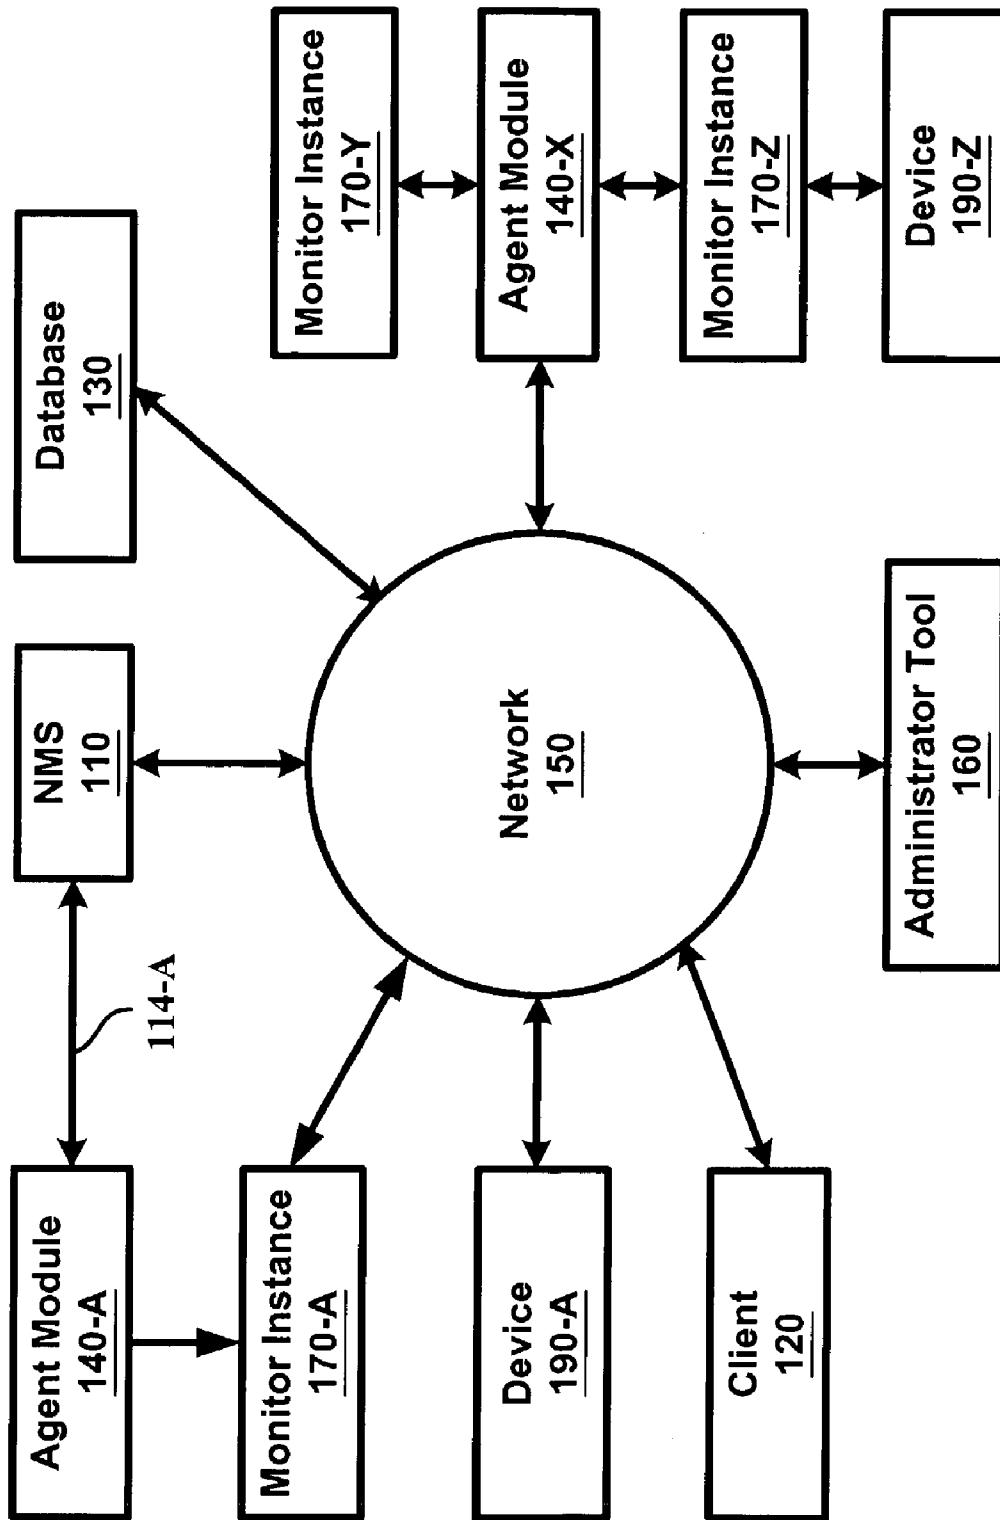 Agent Module
140-A
114-A
NMS
110
Database
130
Monitor Instance
170-A
Monitor Instance
170-Y
Device
190-A
Network
150
Agent Module
140-X
Client
120
Monitor Instance
170-Z
Administrator Tool
160
Device
190-Z